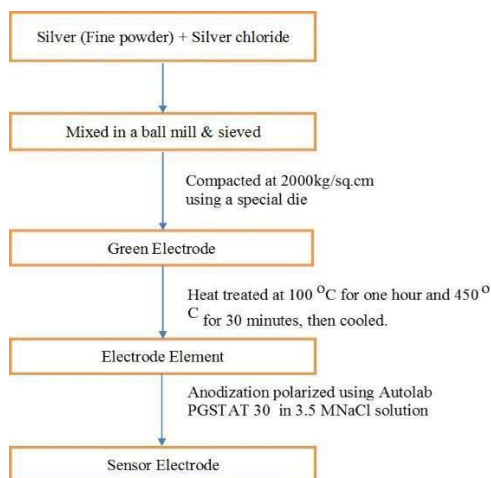 Silver (Fine powder) + Silver chloride
Mixed in a ball mill & sieved
Compacted at 2000kg/sq.cm
using a special die
Green Electrode
Heat treated at 100 °C for one hour and 450 °
C for 30 minutes, then cooled.
Electrode Element
Anodization polarized using Autolab
PGSTAT 30 in 3.5 MNaCl solution
Sensor Electrode